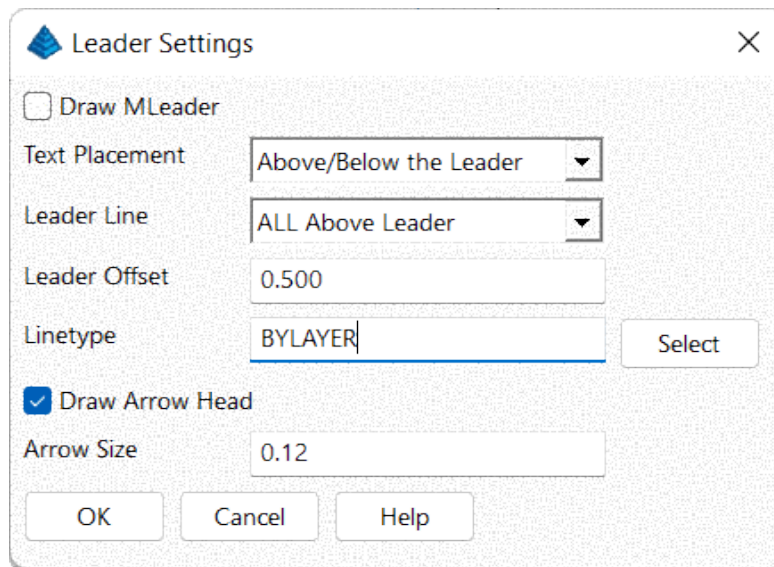 Leader Settings
Draw MLeader
Text Placement Above/Below the Leader
Leader Line ALL Above Leader
Leader Offset 0.500
Linetype BYLAYER Select
Draw Arrow Head
Arrow Size 0.12
OK Cancel Help